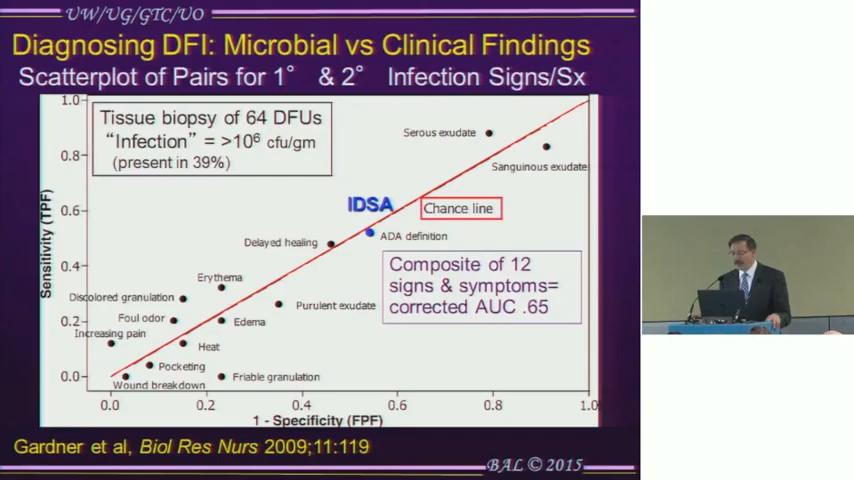 UW/UG/GTC/UO
Diagnosing DFI: Microbial vs Clinical Findings
Scatterplot of Pairs for 1° & 2° Infection Signs/Sx
Tissue biopsy of 64 DFUs
“Infection” = >10⁶ cfu/gm
(present in 39%)
Sensitivity (TPF)
1.0
0.8
0.6
0.4
0.2
0.0
Serous exudate
Sanguinous exudate
IDSA
Chance line
ADA definition
Delayed healing
Composite of 12
signs & symptoms=
corrected AUC .65
Erythema
Discolored granulation
Purulent exudate
Foul odor
Edema
Increasing pain
Heat
Pocketing
Wound breakdown
Friable granulation
0.0
0.2
0.4
0.6
0.8
1.0
1 - Specificity (FPF)
Gardner et al, Biol Res Nurs 2009;11:119
BAL © 2015